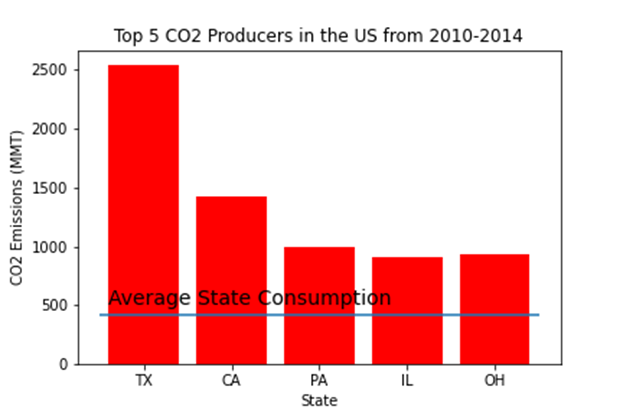 Top 5 CO2 Producers in the US from 2010-2014
CO2 Emissions (MMT)
2500
2000
1500
1000
500
0
Average State Consumption
TX CA PA IL OH
State